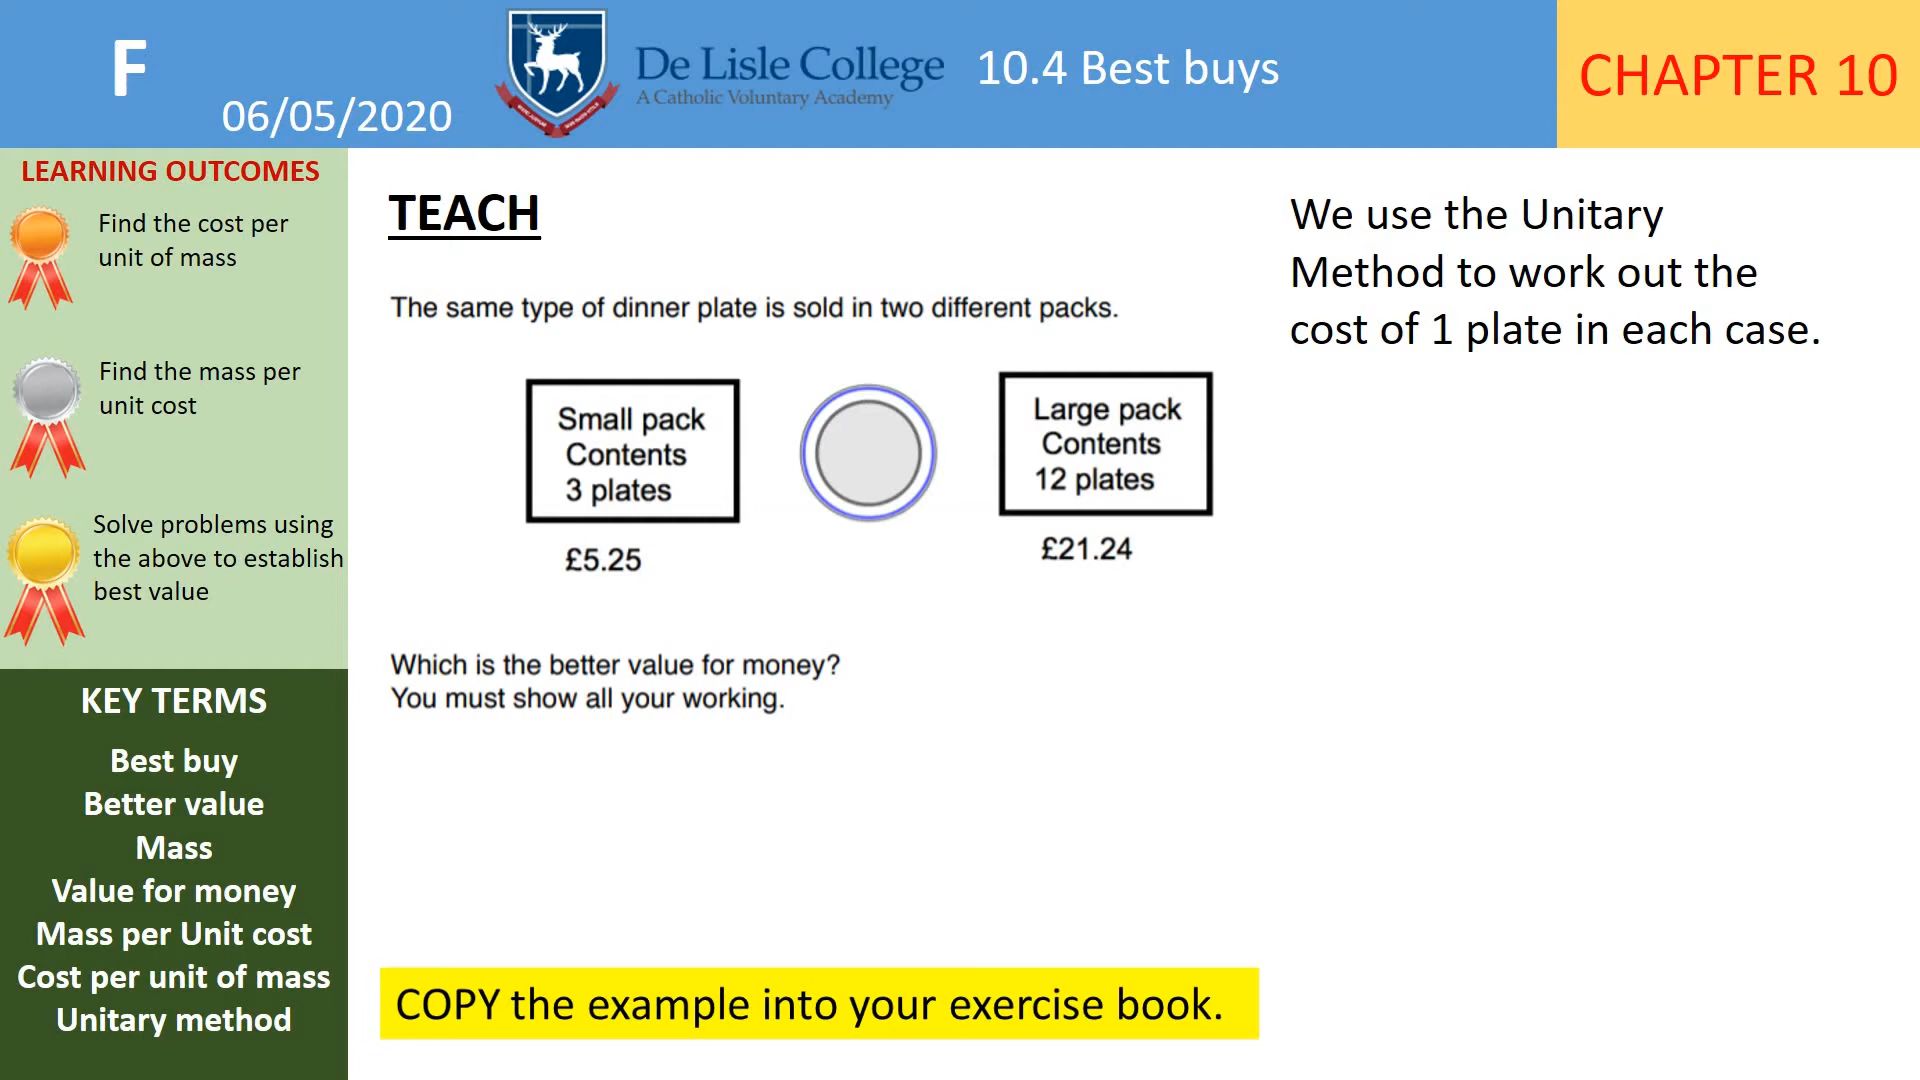 F
06/05/2020
De Lisle College
A Catholic Voluntary Academy
10.4 Best buys
CHAPTER 10
LEARNING OUTCOMES
Find the cost per
unit of mass
Find the mass per
unit cost
Solve problems using
the above to establish
best value
KEY TERMS
Best buy
Better value
Mass
Value for money
Mass per Unit cost
Cost per unit of mass
Unitary method
TEACH
The same type of dinner plate is sold in two different packs.
Small pack
Contents
3 plates
£5.25
Large pack
Contents
12 plates
£21.24
Which is the better value for money?
You must show all your working.
We use the Unitary
Method to work out the
cost of 1 plate in each case.
COPY the example into your exercise book.